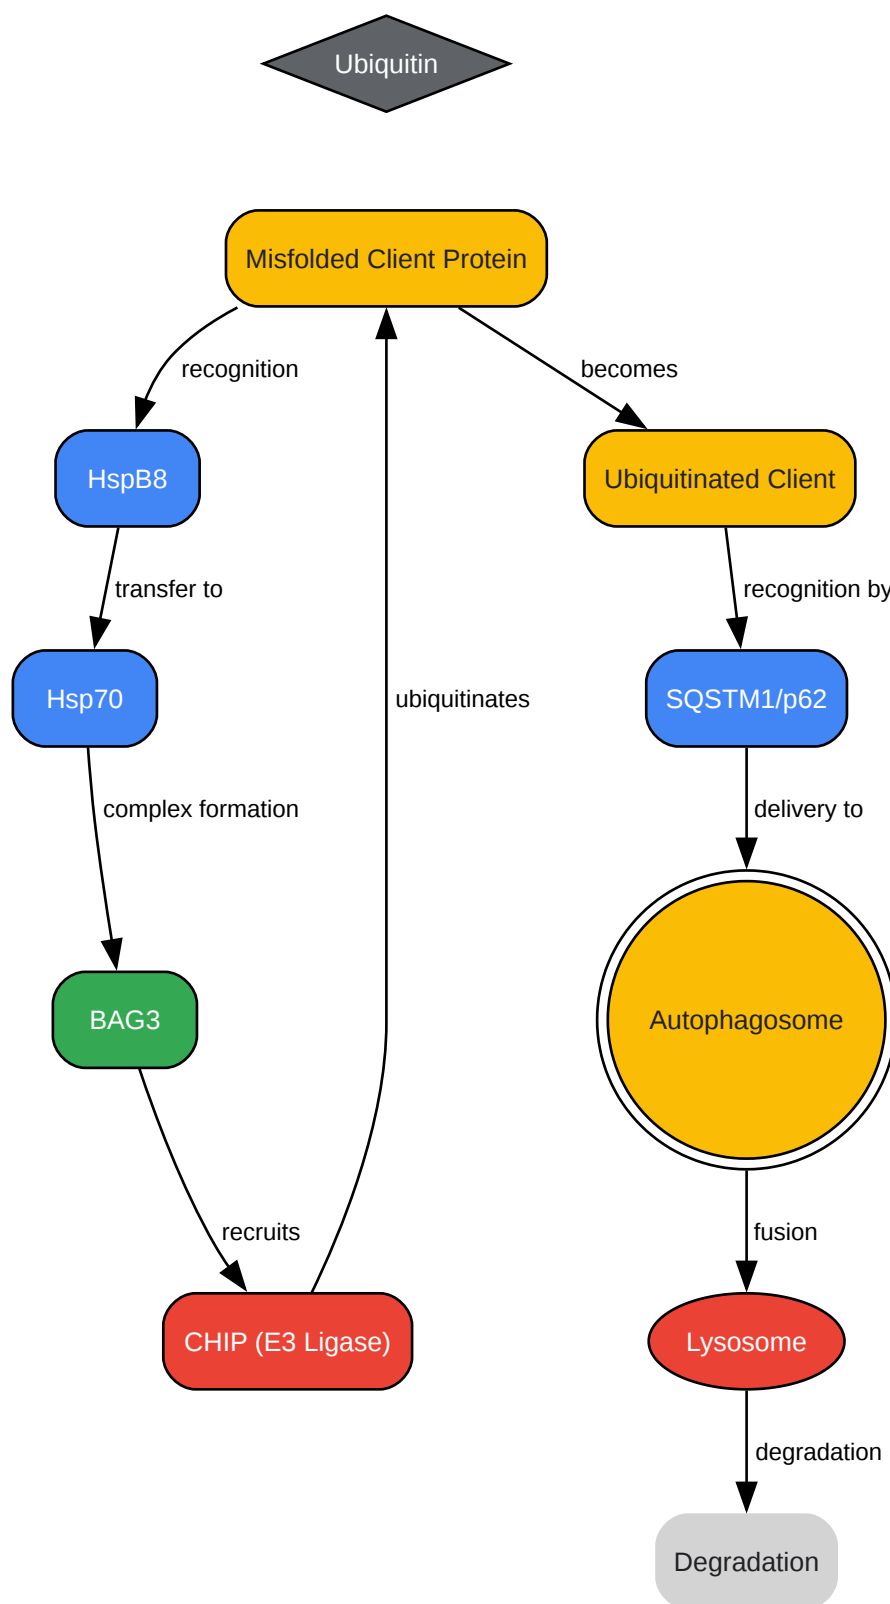 Ubiquitin
Misfolded Client Protein
recognition
becomes
HspB8
Ubiquitinated Client
transfer to
recognition by
Hsp70
ubiquitinates
SQSTM1/p62
complex formation
delivery to
BAG3
Autophagosome
recruits
fusion
CHIP (E3 Ligase)
Lysosome
degradation
Degradation